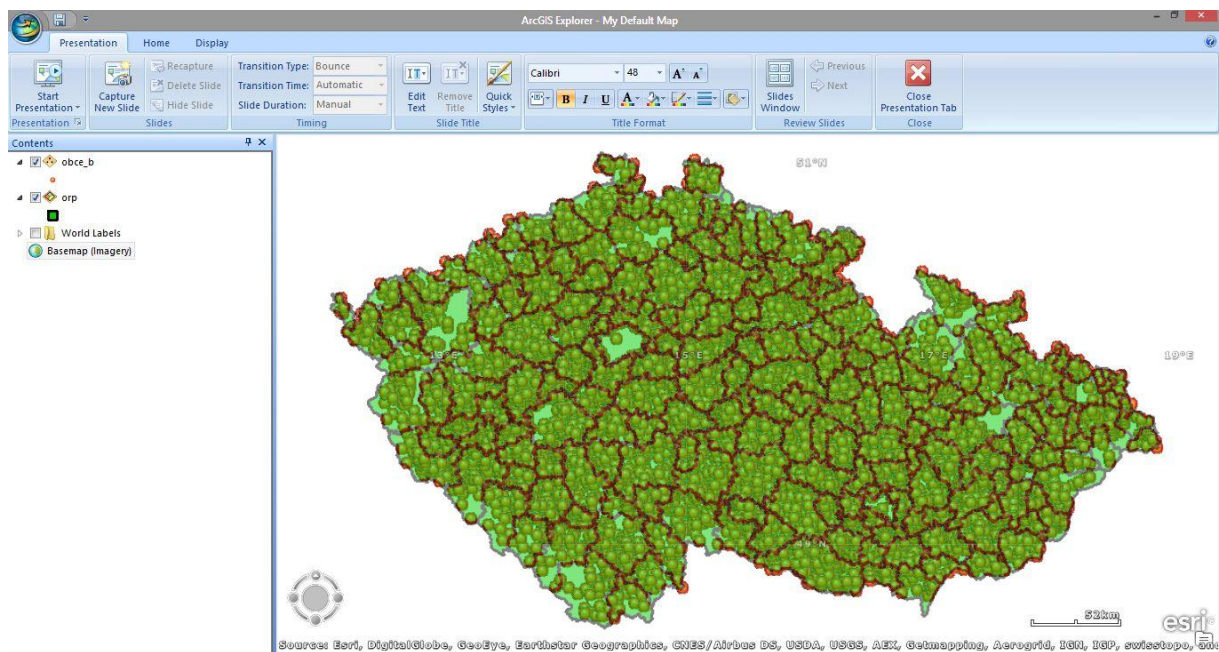 ArcGIS Explorer - My Default Map
Presentation Home Display
Start Presentation
Capture New Slide
Recapture
Delete Slide
Hide Slide
Transition Type: Bounce
Transition Time: Automatic
Slide Duration: Manual
Edit Text
Remove Title
Quick Styles
Calibri 48 A A
B I U A
Slides Window
Previous
Next
Close Presentation Tab
Presentation Slides Timing Slide Title Title Format Review Slides Close
Contents
obce_b
orp
World Labels
Basemap (Imagery)
51°N
13°E 15°E 17°E 19°E
49°N
52km
esri
Source: Esri, DigitalGlobe, GeoEye, Earthstar Geographics, CNES/Airbus DS, USDA, USGS, AEX, Getmapping, Aerogrid, IGN, IGP, swisstopo, and